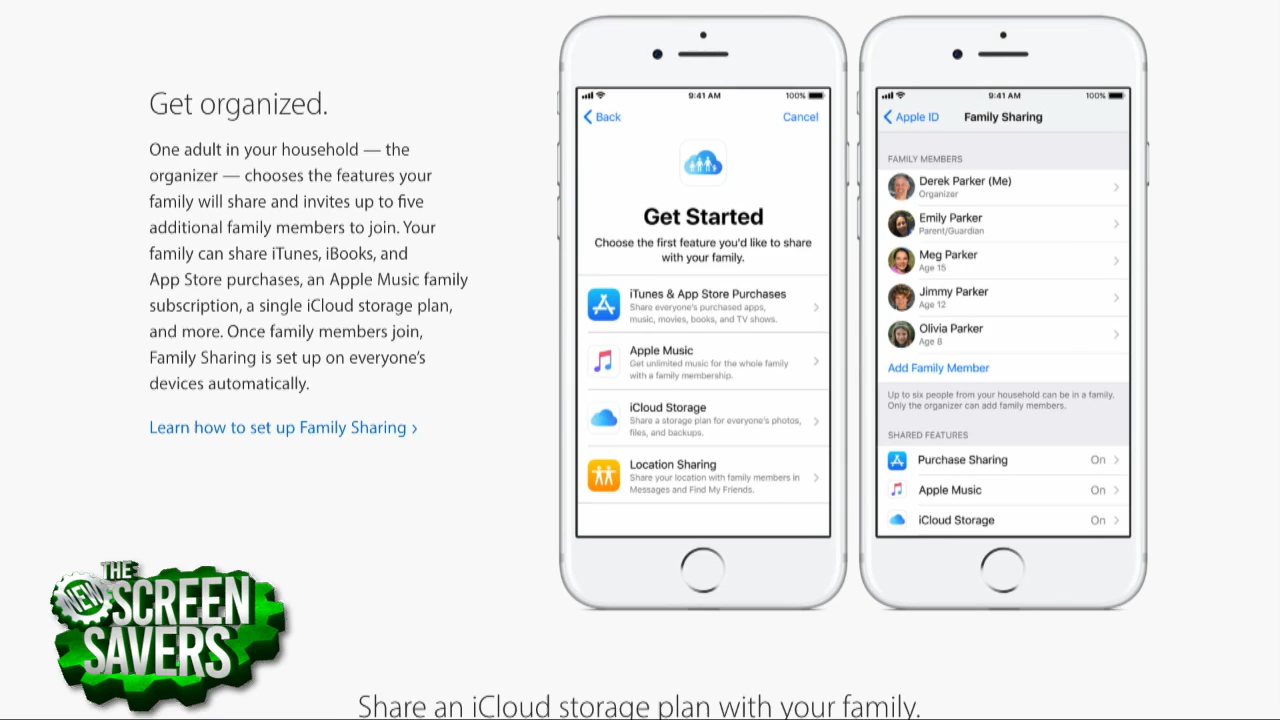 Get organized.
One adult in your household — the
organizer — chooses the features your
family will share and invites up to five
additional family members to join. Your
family can share iTunes, iBooks, and
App Store purchases, an Apple Music family
subscription, a single iCloud storage plan,
and more. Once family members join,
Family Sharing is set up on everyone's
devices automatically.
Learn how to set up Family Sharing ›
9:41 AM
100%
Back
Cancel
Get Started
Choose the first feature you'd like to share
with your family.
iTunes & App Store Purchases
Share everyone's purchased apps,
music, movies, books, and TV shows.
Apple Music
Get unlimited music for the whole family
with a family membership.
iCloud Storage
Share a storage plan for everyone's photos,
files, and backups.
Location Sharing
Share your location with family members in
Messages and Find My Friends.
9:41 AM
100%
Apple ID
Family Sharing
FAMILY MEMBERS
Derek Parker (Me)
Organizer
Emily Parker
Parent/Guardian
Meg Parker
Age 15
Jimmy Parker
Age 12
Olivia Parker
Age 8
Add Family Member
Up to six people from your household can be in a family.
Only the organizer can add family members.
SHARED FEATURES
Purchase Sharing On
Apple Music On
iCloud Storage On
THE
NEW
SCREEN
SAVERS
Share an iCloud storage plan with your family.